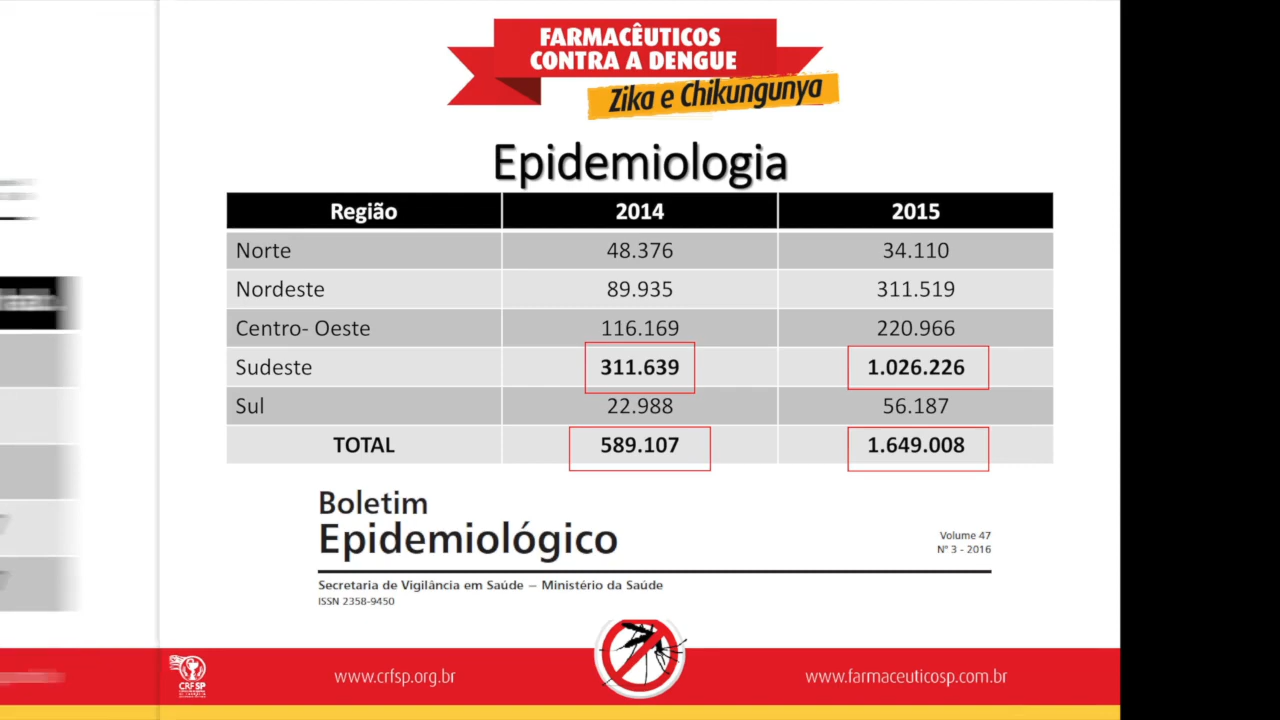 FARMACÊUTICOS
CONTRA A DENGUE
Zika e Chikungunya
Epidemiologia
Região 2014 2015
Norte 48.376 34.110
Nordeste 89.935 311.519
Centro- Oeste 116.169 220.966
Sudeste 311.639 1.026.226
Sul 22.988 56.187
TOTAL 589.107 1.649.008
Boletim
Epidemiológico
Volume 47
N° 3 - 2016
Secretaria de Vigilância em Saúde − Ministério da Saúde
ISSN 2358-9450
CRF SP
www.crfsp.org.br
www.farmaceuticosp.com.br